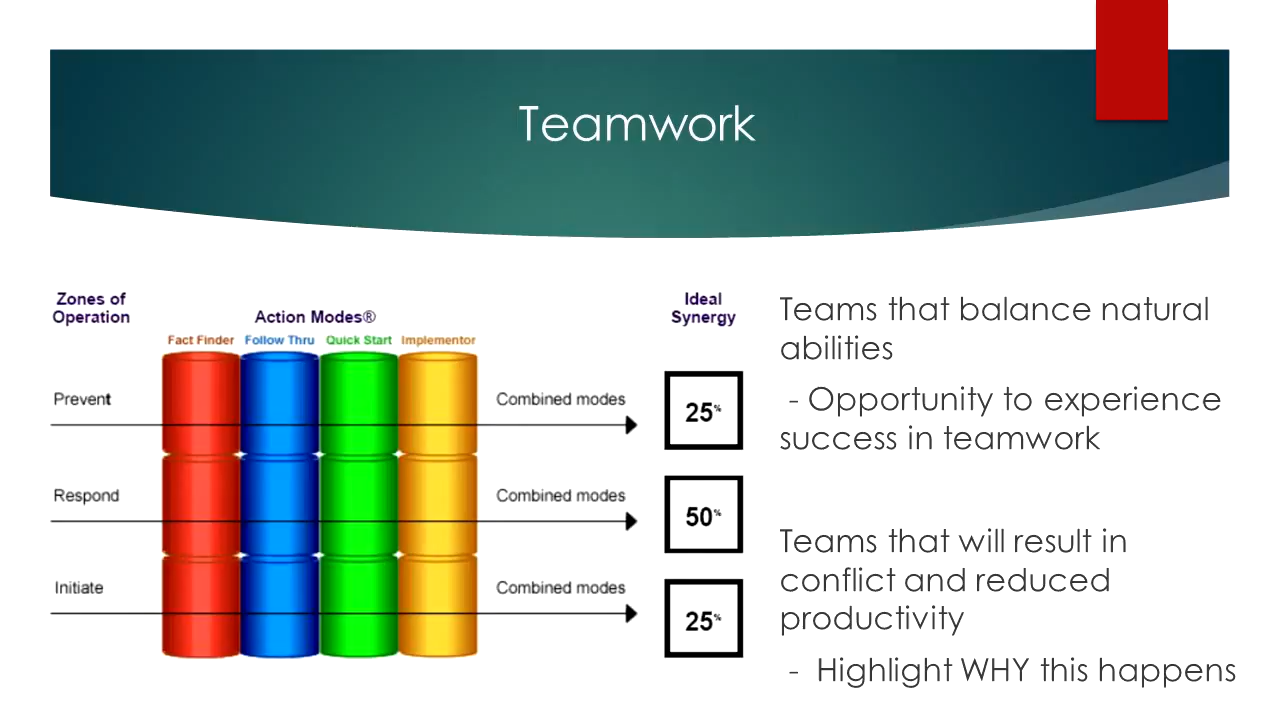 Teamwork
Zones of
Operation
Action Modes®
Ideal
Synergy
Fact Finder Follow Thru Quick Start Implementor
Prevent
Combined modes
25%
Respond
Combined modes
50%
Initiate
Combined modes
25%
Teams that balance natural
abilities
- Opportunity to experience
success in teamwork
Teams that will result in
conflict and reduced
productivity
- Highlight WHY this happens